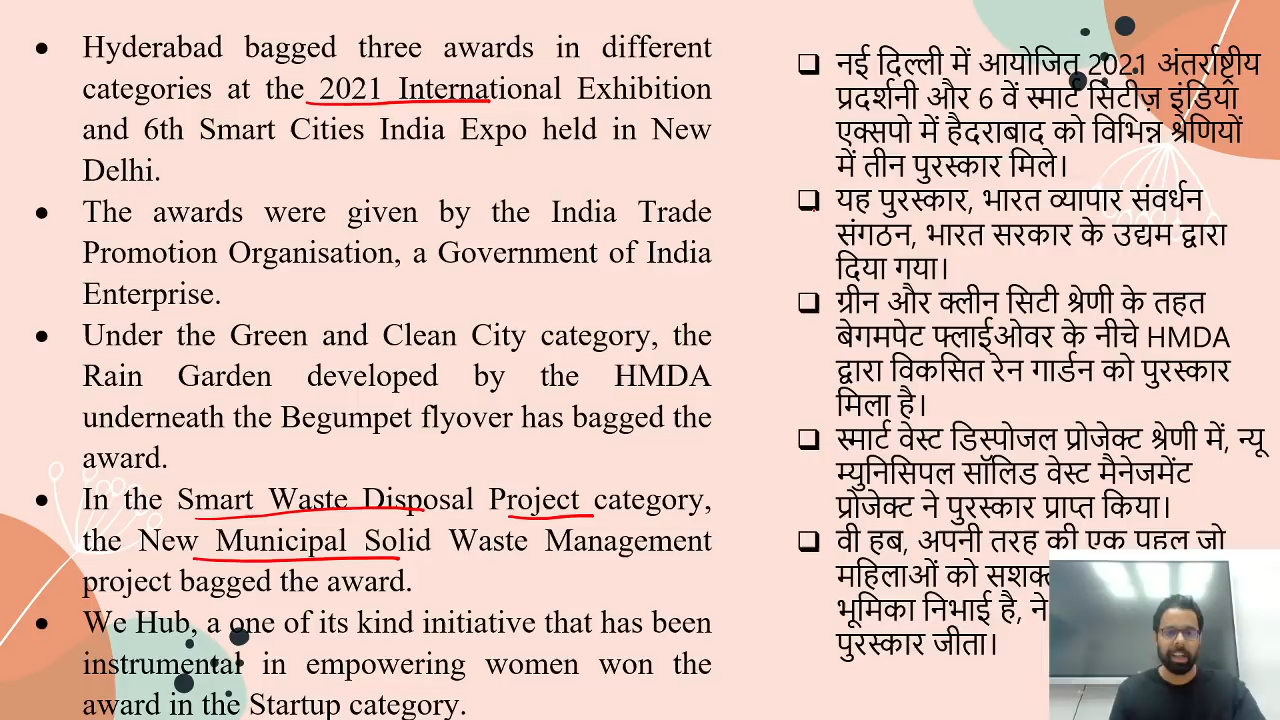 ● Hyderabad bagged three awards in different
categories at the 2021 International Exhibition
and 6th Smart Cities India Expo held in New
Delhi.
● The awards were given by the India Trade
Promotion Organisation, a Government of India
Enterprise.
● Under the Green and Clean City category, the
Rain Garden developed by the HMDA
underneath the Begumpet flyover has bagged the
award.
● In the Smart Waste Disposal Project category,
the New Municipal Solid Waste Management
project bagged the award.
● We Hub, a one of its kind initiative that has been
instrumental in empowering women won the
award in the Startup category.
❑ नई दिल्ली में आयोजित 2021 अंतर्राष्ट्रीय
प्रदर्शनी और 6 वें स्मार्ट सिटीज़ इंडिया
एक्सपो में हैदराबाद को विभिन्न श्रेणियों
में तीन पुरस्कार मिले।
❑ यह पुरस्कार, भारत व्यापार संवर्धन
संगठन, भारत सरकार के उद्यम द्वारा
दिया गया।
❑ ग्रीन और क्लीन सिटी श्रेणी के तहत
बेगमपेट फ्लाईओवर के नीचे HMDA
द्वारा विकसित रेन गार्डन को पुरस्कार
मिला है।
❑ स्मार्ट वेस्ट डिस्पोजल प्रोजेक्ट श्रेणी में, न्यू
म्युनिसिपल सॉलिड वेस्ट मैनेजमेंट
प्रोजेक्ट ने पुरस्कार प्राप्त किया।
❑ वी हब, अपनी तरह की एक पहल जो
महिलाओं को
भूमिका निभाई है, ने
पुरस्कार जीता।